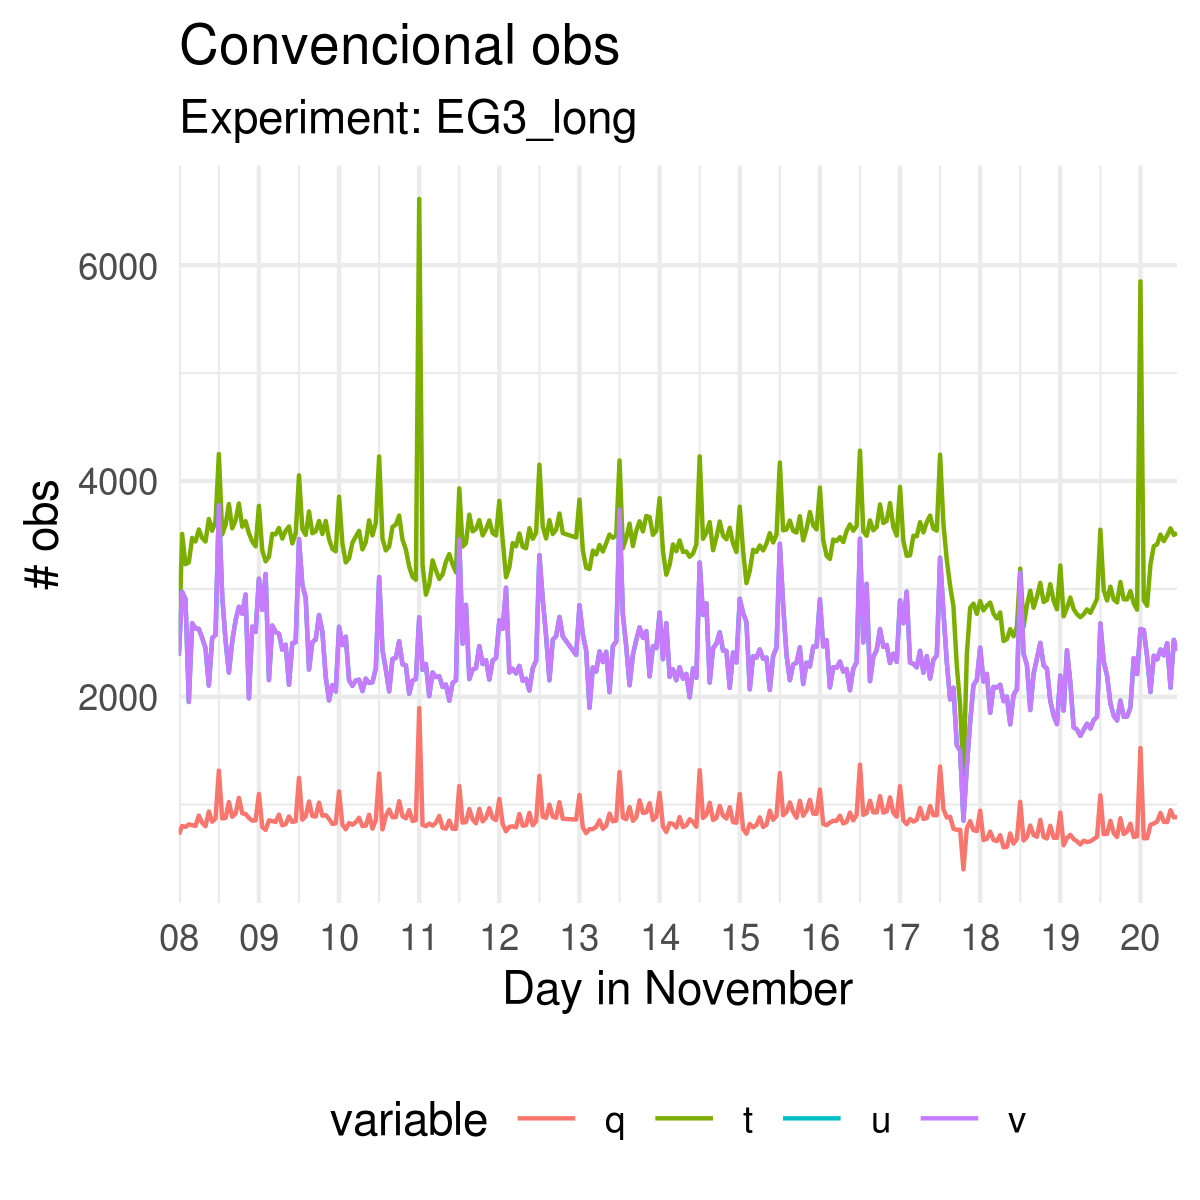 Convencional obs
Experiment: EG3_long
# obs
6000
4000
2000
08 09 10 11 12 13 14 15 16 17 18 19 20
Day in November
variable q t u v